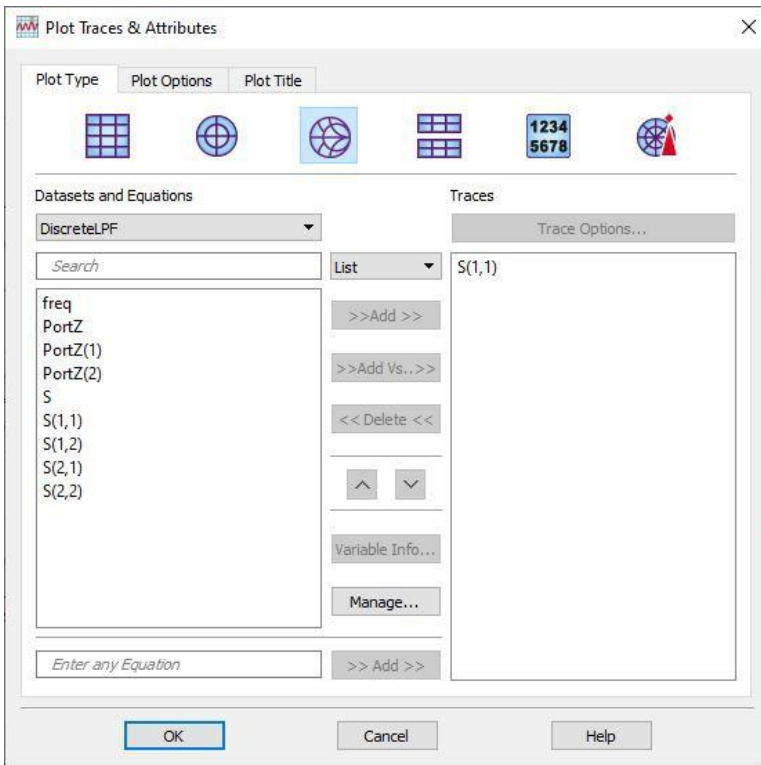 Plot Traces & Attributes
Plot Type
Plot Options
Plot Title
1234
5678
Datasets and Equations
Traces
DiscreteLPF
Trace Options...
Search
List
S(1,1)
freq
PortZ
PortZ(1)
PortZ(2)
S
S(1,1)
S(1,2)
S(2,1)
S(2,2)
>>Add >>
>>Add Vs..>>
<< Delete <<
Variable Info...
Manage...
Enter any Equation
>> Add >>
OK
Cancel
Help